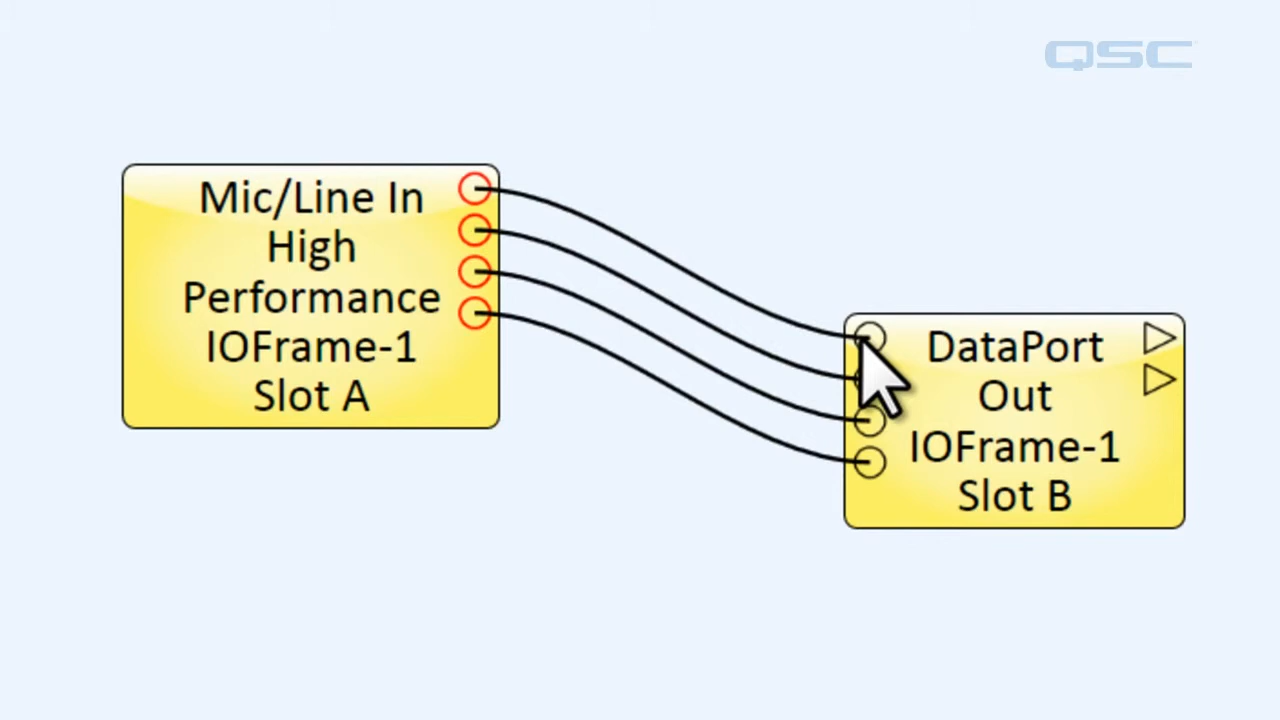 QSC
Mic/Line In
High
Performance
IOFrame-1
Slot A
DataPort
Out
IOFrame-1
Slot B